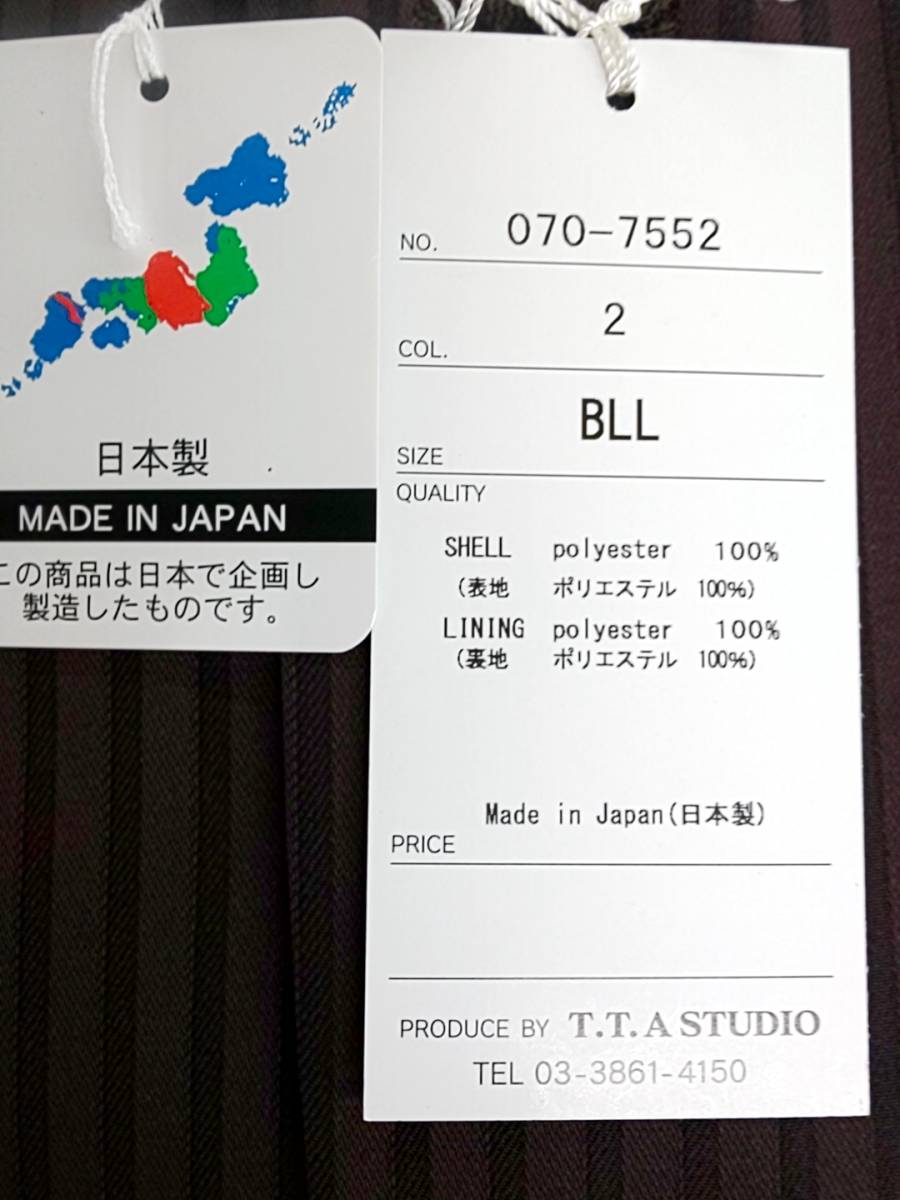 日本製
MADE IN JAPAN
この商品は日本で企画し
製造したものです。
NO. 070-7552
COL. 2
SIZE BLL
QUALITY
SHELL polyester 100%
(表地 ポリエステル 100%)
LINING polyester 100%
(裏地 ポリエステル 100%)
Made in Japan(日本製)
PRICE
PRODUCE BY T.T.A STUDIO
TEL 03-3861-4150